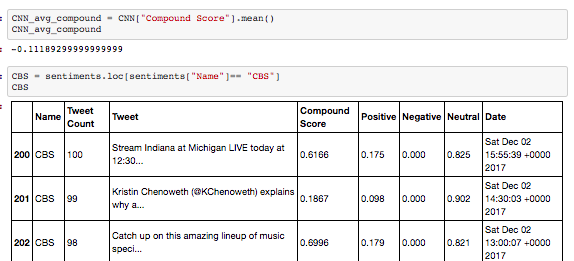 CNN_avg_compound = CNN["Compound Score"].mean()
CNN_avg_compound
-0.11189299999999999
CBS = sentiments.loc[sentiments["Name"]== "CBS"]
CBS
Name Tweet Count Tweet Compound Score Positive Negative Neutral Date
200 CBS 100 Stream Indiana at Michigan LIVE today at 12:30... 0.6166 0.175 0.000 0.825 Sat Dec 02 15:55:39 +0000 2017
201 CBS 99 Kristin Chenoweth (@KChenoweth) explains why a... 0.1867 0.098 0.000 0.902 Sat Dec 02 14:30:03 +0000 2017
202 CBS 98 Catch up on this amazing lineup of music speci... 0.6996 0.179 0.000 0.821 Sat Dec 02 13:00:07 +0000 2017